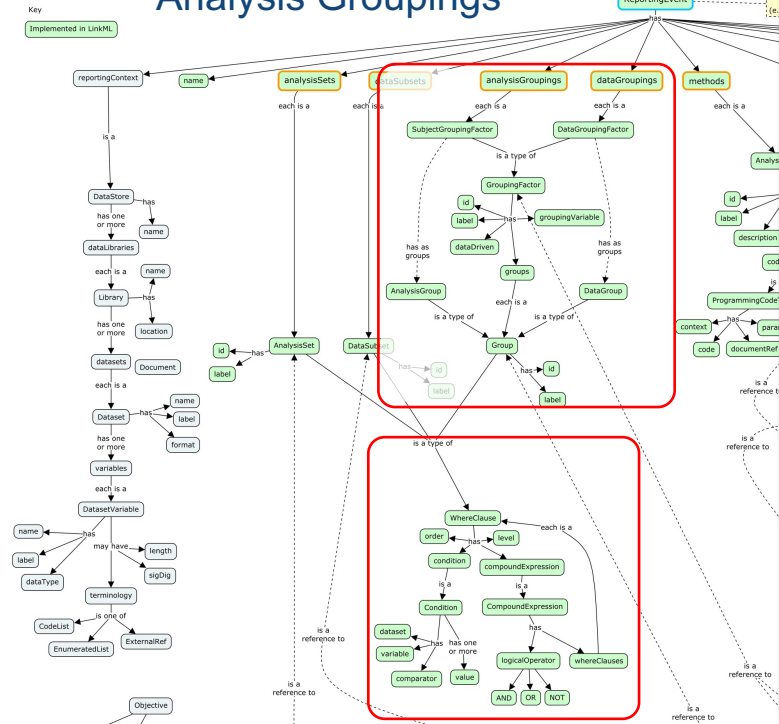 Analysis Groupings
Key
Implemented in LinkML
ReportingEvent
(e.
has
reportingContext
name
analysisSets
dataSubsets
analysisGroupings
dataGroupings
methods
each is a
each is a
each is a
each is a
each is a
SubjectGroupingFactor
DataGroupingFactor
is a
is a type of
Analys
GroupingFactor
DataStore
has
id
id
has one
or more
name
label
has
groupingVariable
label
dataLibraries
dataDriven
has as
groups
has as
groups
description
each is a
name
groups
cod
Library
has
AnalysisGroup
each is a
DataGroup
is
ProgrammingCodeT
has one
or more
location
is a type of
is a type of
context
has
para
id
has
AnalysisSet
DataSubset
Group
code
documentRef
datasets
Document
label
has
id
has
id
each is a
label
label
is a
reference to
name
Dataset
has
label
has one
or more
format
is a type of
is a
reference to
variables
each is a
DatasetVariable
WhereClause
name
has
order
has
level
each is a
label
may have
length
condition
compoundExpression
dataType
sigDig
is a
is a
terminology
Condition
CompoundExpression
is one of
CodeList
ExternalRef
EnumeratedList
is a
reference to
dataset
has
has one
or more
has
variable
logicalOperator
whereClauses
comparator
value
is a
reference to
is a
reference to
AND
OR
NOT
Objective
is a
reference to